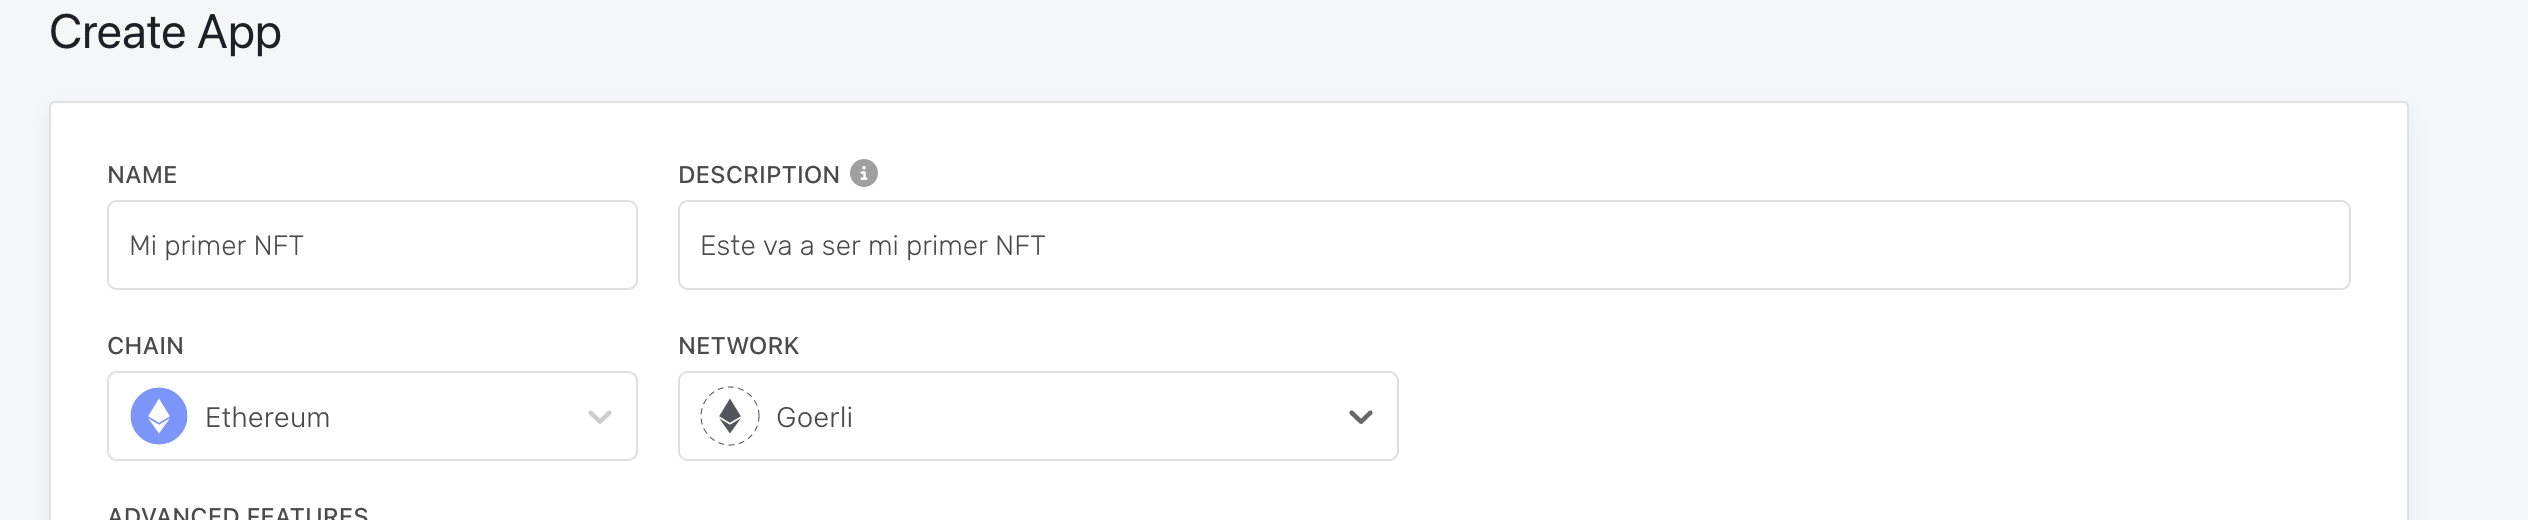 Create App
NAME
DESCRIPTION
Mi primer NFT
Este va a ser mi primer NFT
CHAIN
NETWORK
Ethereum
Goerli
ADVANCED FEATURES